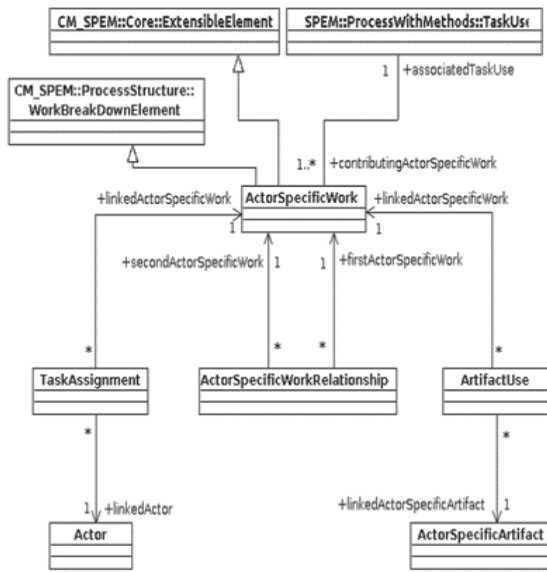 CM_SPEM::Core::ExtensibleElement
SPEM::ProcessWithMethods::TaskUse
1
+associatedTaskUse
CM_SPEM::ProcessStructure::
WorkBreakDownElement
1..*
+contributingActorSpecificWork
ActorSpecificWork
+linkedActorSpecificWork
+linkedActorSpecificWork
1
1
+secondActorSpecificWork
1
1
+firstActorSpecificWork
*
*
*
*
TaskAssignment
ActorSpecificWorkRelationship
ArtifactUse
*
*
1
+linkedActor
+linkedActorSpecificArtifact
1
Actor
ActorSpecificArtifact